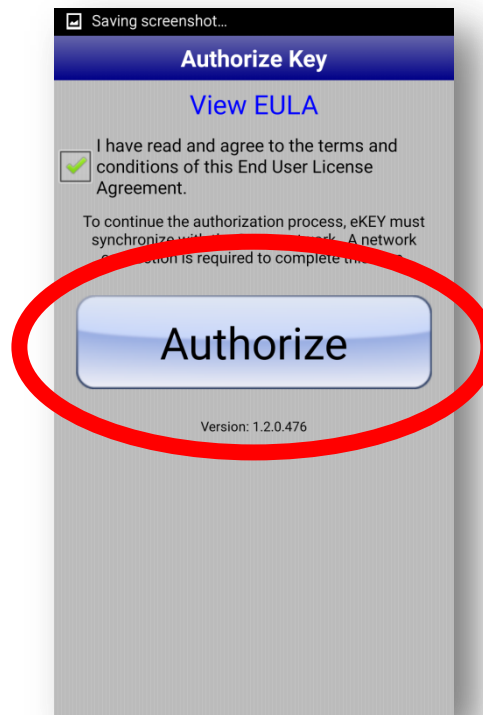 Saving screenshot...
Authorize Key
View EULA
I have read and agree to the terms and
conditions of this End User License
Agreement.
To continue the authorization process, eKEY must
synchronize with A network
is required to complete
Authorize
Version: 1.2.0.476